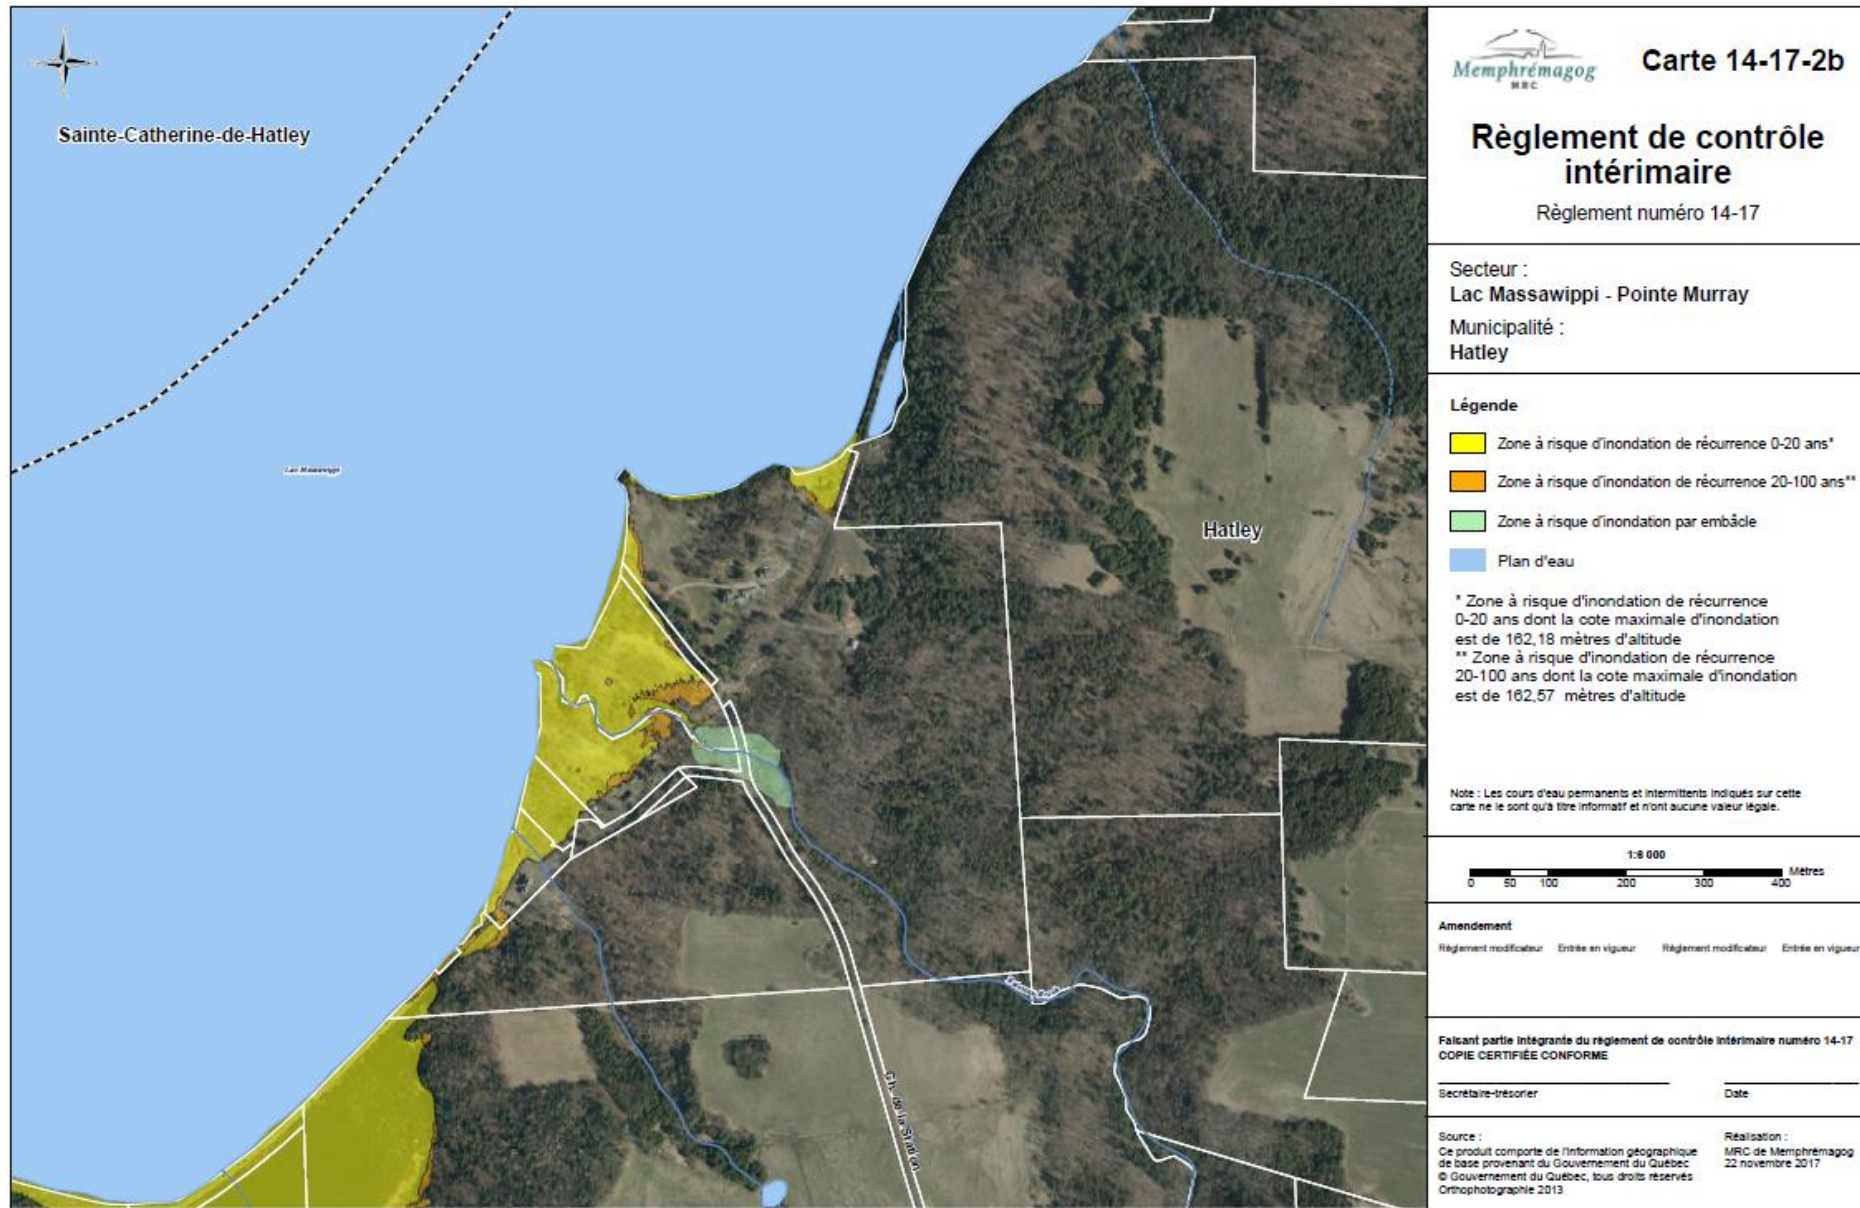 Sainte-Catherine-de-Hatley
Lac Massawippi
Hatley
Ch. de la Station
Memphrémagog
MRC
Carte 14-17-2b
Règlement de contrôle
intérimaire
Règlement numéro 14-17
Secteur :
Lac Massawippi - Pointe Murray
Municipalité :
Hatley
Légende
Zone à risque d'inondation de récurrence 0-20 ans*
Zone à risque d'inondation de récurrence 20-100 ans**
Zone à risque d'inondation par embâcle
Plan d'eau
* Zone à risque d'inondation de récurrence
0-20 ans dont la cote maximale d'inondation
est de 162,18 mètres d'altitude
** Zone à risque d'inondation de récurrence
20-100 ans dont la cote maximale d'inondation
est de 162,57 mètres d'altitude
Note : Les cours d'eau permanents et intermittents indiqués sur cette
carte ne le sont qu'à titre informatif et n'ont aucune valeur légale.
1:6 000
0 50 100 200 300 400 Mètres
Amendement
Règlement modificateur Entrée en vigueur Règlement modificateur Entrée en vigueur
Faisant partie intégrante du règlement de contrôle intérimaire numéro 14-17
COPIE CERTIFIÉE CONFORME
Secrétaire-trésorier Date
Source :
Ce produit comporte de l'information géographique
de base provenant du Gouvernement du Québec
© Gouvernement du Québec, tous droits réservés
Orthophotographie 2013
Réalisation :
MRC de Memphrémagog
22 novembre 2017